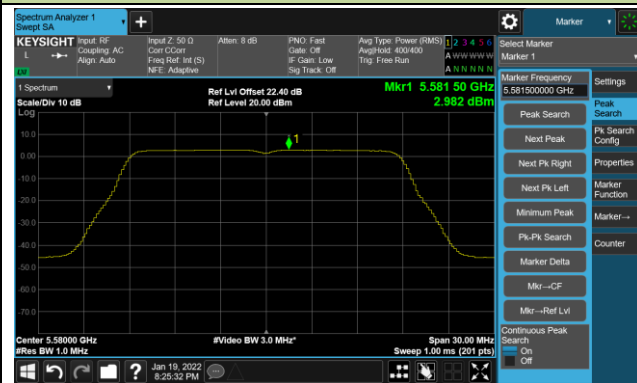 Spectrum Analyzer 1
Swept SA
Marker
KEYSIGHT
L
Input: RF
Coupling: AC
Align: Auto
Input Z: 50 Ω
Corr CCorr
Freq Ref: Int (S)
NFE: Adaptive
Atten: 8 dB
PNO: Fast
Gate: Off
IF Gain: Low
Sig Track: Off
Avg Type: Power (RMS)
Avg|Hold: 400/400
Trig: Free Run
1 2 3 4 5 6
A W W W W W
A N N N N N
Select Marker
Marker 1
1 Spectrum
Scale/Div 10 dB
Log
Ref Lvl Offset 22.40 dB
Ref Level 20.00 dBm
Mkr1 5.581 50 GHz
2.982 dBm
10.0
0.00
-10.0
-20.0
-30.0
-40.0
-50.0
-60.0
-70.0
1
Center 5.58000 GHz
#Res BW 1.0 MHz
#Video BW 3.0 MHz*
Span 30.00 MHz
Sweep 1.00 ms (201 pts)
Marker Frequency
5.581500000 GHz
Peak Search
Next Peak
Next Pk Right
Next Pk Left
Minimum Peak
Pk-Pk Search
Marker Delta
Mkr→CF
Mkr→Ref Lvl
Continuous Peak
Search
On
Off
Settings
Peak
Search
Pk Search
Config
Properties
Marker
Function
Marker→
Counter
Jan 19, 2022
8:25:32 PM